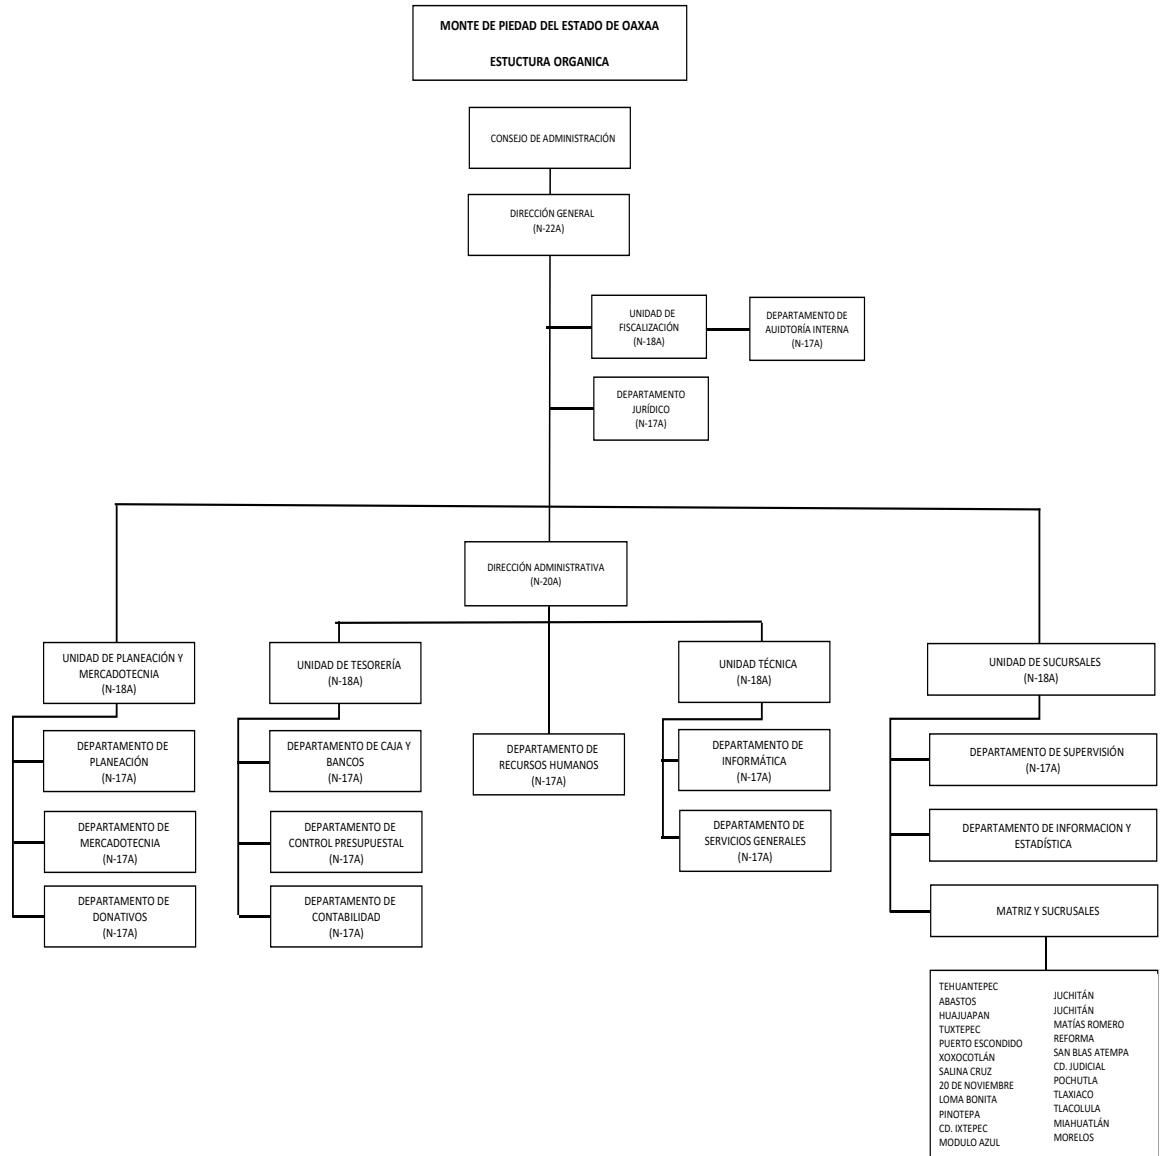 MONTE DE PIEDAD DEL ESTADO DE OAXAA
ESTUCTURA ORGANICA
CONSEJO DE ADMINISTRACIÓN
DIRECCIÓN GENERAL
(N-22A)
UNIDAD DE
FISCALIZACIÓN
(N-18A)
DEPARTAMENTO DE
AUIDTORÍA INTERNA
(N-17A)
DEPARTAMENTO
JURÍDICO
(N-17A)
DIRECCIÓN ADMINISTRATIVA
(N-20A)
UNIDAD DE PLANEACIÓN Y
MERCADOTECNIA
(N-18A)
DEPARTAMENTO DE
PLANEACIÓN
(N-17A)
DEPARTAMENTO DE
MERCADOTECNIA
(N-17A)
DEPARTAMENTO DE
DONATIVOS
(N-17A)
UNIDAD DE TESORERÍA
(N-18A)
DEPARTAMENTO DE CAJA Y
BANCOS
(N-17A)
DEPARTAMENTO DE
CONTROL PRESUPUESTAL
(N-17A)
DEPARTAMENTO DE
CONTABILIDAD
(N-17A)
DEPARTAMENTO DE
RECURSOS HUMANOS
(N-17A)
UNIDAD TÉCNICA
(N-18A)
DEPARTAMENTO DE
INFORMÁTICA
(N-17A)
DEPARTAMENTO DE
SERVICIOS GENERALES
(N-17A)
UNIDAD DE SUCURSALES
(N-18A)
DEPARTAMENTO DE SUPERVISIÓN
(N-17A)
DEPARTAMENTO DE INFORMACION Y
ESTADÍSTICA
MATRIZ Y SUCRUSALES
TEHUANTEPEC
ABASTOS
HUAJUAPAN
TUXTEPEC
PUERTO ESCONDIDO
XOXOCOTLÁN
SALINA CRUZ
20 DE NOVIEMBRE
LOMA BONITA
PINOTEPA
CD. IXTEPEC
MODULO AZUL
JUCHITÁN
JUCHITÁN
MATÍAS ROMERO
REFORMA
SAN BLAS ATEMPA
CD. JUDICIAL
POCHUTLA
TLAXIACO
TLACOLULA
MIAHUATLÁN
MORELOS